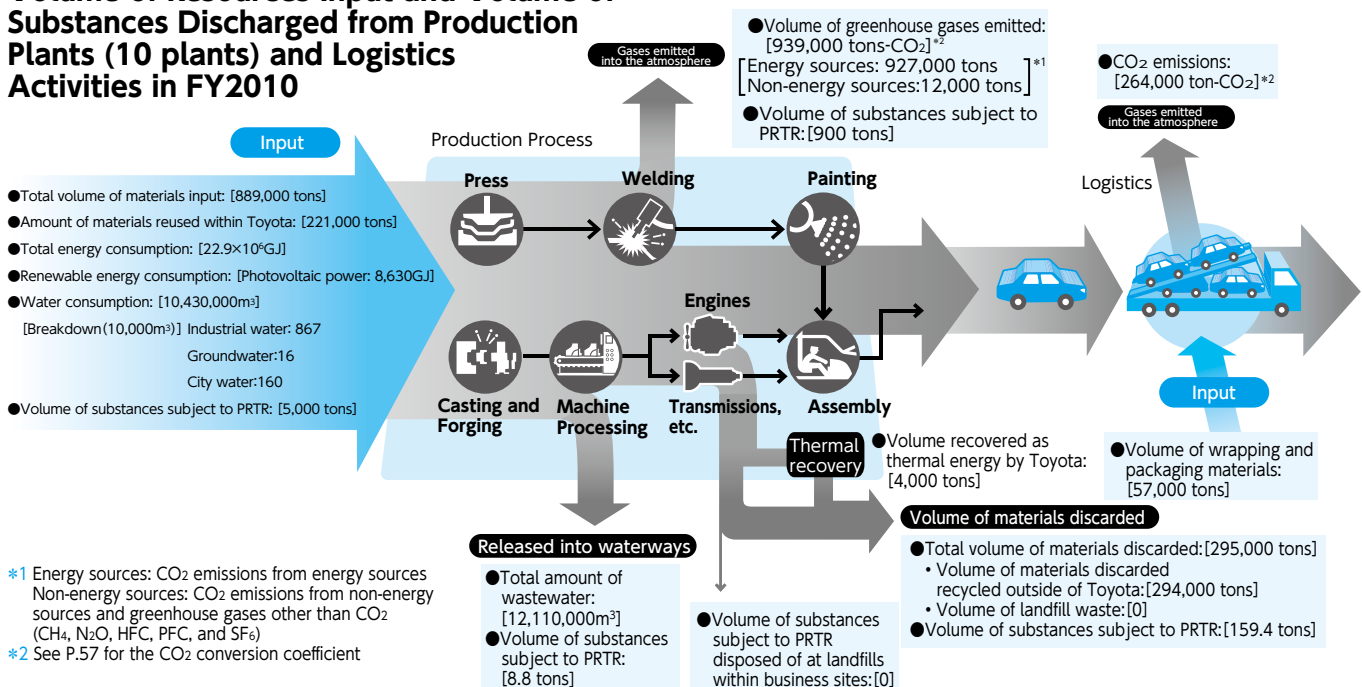 Volume of Resources Input and Volume of
Substances Discharged from Production
Plants (10 plants) and Logistics
Activities in FY2010
Input
●Total volume of materials input: [889,000 tons]
●Amount of materials reused within Toyota: [221,000 tons]
●Total energy consumption: [22.9×10⁶GJ]
●Renewable energy consumption: [Photovoltaic power: 8,630GJ]
●Water consumption: [10,430,000m³]
[Breakdown(10,000m³)] Industrial water: 867
Groundwater:16
City water:160
●Volume of substances subject to PRTR: [5,000 tons]
Production Process
Press
Welding
Painting
Casting and
Forging
Machine
Processing
Engines
Transmissions,
etc.
Assembly
Gases emitted
into the atmosphere
●Volume of greenhouse gases emitted:
[939,000 tons-CO₂]*²
[Energy sources: 927,000 tons
Non-energy sources:12,000 tons]*¹
●Volume of substances subject to
PRTR:[900 tons]
●CO₂ emissions:
[264,000 ton-CO₂]*²
Gases emitted
into the atmosphere
Logistics
Input
●Volume of wrapping and
packaging materials:
[57,000 tons]
Thermal
recovery
●Volume recovered as
thermal energy by Toyota:
[4,000 tons]
Volume of materials discarded
●Total volume of materials discarded:[295,000 tons]
• Volume of materials discarded
recycled outside of Toyota:[294,000 tons]
• Volume of landfill waste:[0]
●Volume of substances subject to PRTR:[159.4 tons]
Released into waterways
●Total amount of
wastewater:
[12,110,000m³]
●Volume of substances
subject to PRTR:
[8.8 tons]
●Volume of substances
subject to PRTR
disposed of at landfills
within business sites:[0]
*1 Energy sources: CO₂ emissions from energy sources
Non-energy sources: CO₂ emissions from non-energy
sources and greenhouse gases other than CO₂
(CH₄, N₂O, HFC, PFC, and SF₆)
*2 See P.57 for the CO₂ conversion coefficient